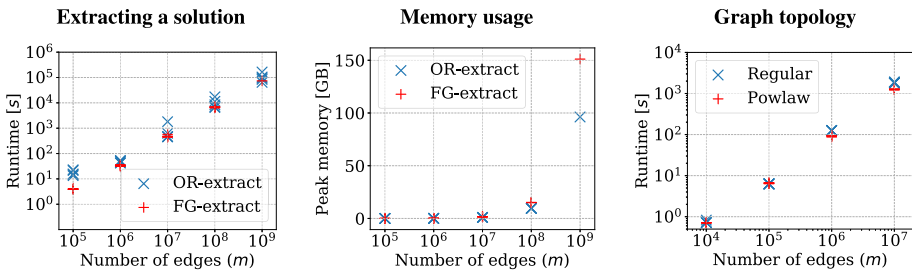 Extracting a solution
Runtime [s]
10^6
10^5
10^4
10^3
10^2
10^1
10^0
OR-extract
FG-extract
10^5 10^6 10^7 10^8 10^9
Number of edges (m)
Memory usage
Peak memory [GB]
150
100
50
0
OR-extract
FG-extract
10^5 10^6 10^7 10^8 10^9
Number of edges (m)
Graph topology
Runtime [s]
10^4
10^3
10^2
10^1
10^0
Regular
Powlaw
10^4 10^5 10^6 10^7
Number of edges (m)